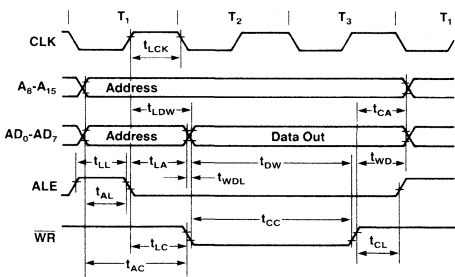 T₁ T₂ T₃ T₁
CLK
tLCK
A₈-A₁₅ Address
tLDW tCA
AD₀-AD₇ Address Data Out
tLL tLA tDW tWD
tWDL
ALE
tAL
tCC
W̅R̅
tLC tCL
tAC